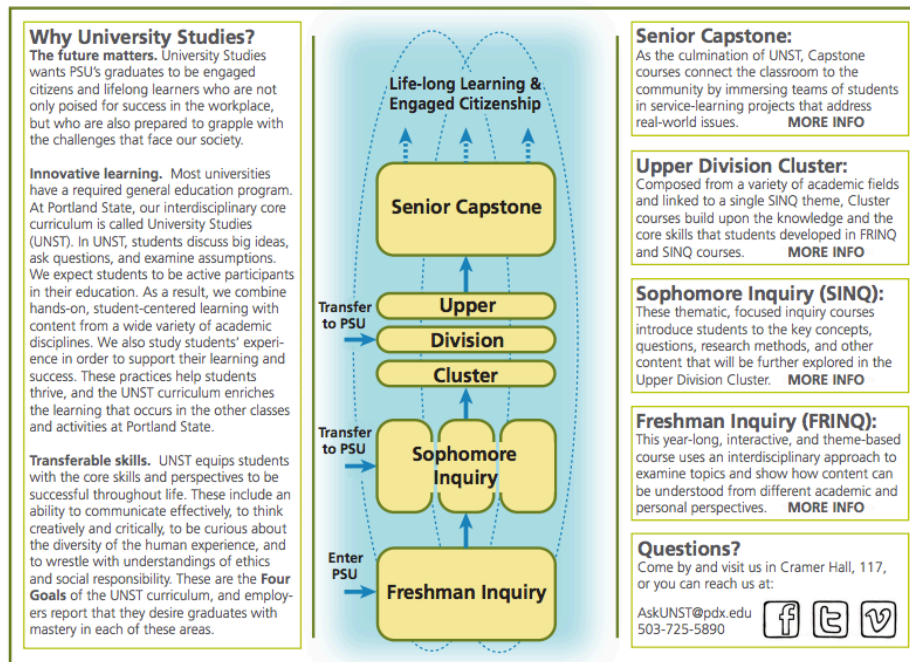 Why University Studies?
The future matters. University Studies
wants PSU's graduates to be engaged
citizens and lifelong learners who are not
only poised for success in the workplace,
but who are also prepared to grapple with
the challenges that face our society.
Innovative learning. Most universities
have a required general education program.
At Portland State, our interdisciplinary core
curriculum is called University Studies
(UNST). In UNST, students discuss big ideas,
ask questions, and examine assumptions.
We expect students to be active participants
in their education. As a result, we combine
hands-on, student-centered learning with
content from a wide variety of academic
disciplines. We also study students' experi-
ence in order to support their learning and
success. These practices help students
thrive, and the UNST curriculum enriches
the learning that occurs in the other classes
and activities at Portland State.
Transferable skills. UNST equips students
with the core skills and perspectives to be
successful throughout life. These include an
ability to communicate effectively, to think
creatively and critically, to be curious about
the diversity of the human experience, and
to wrestle with understandings of ethics
and social responsibility. These are the Four
Goals of the UNST curriculum, and employ-
ers report that they desire graduates with
mastery in each of these areas.
Life-long Learning &
Engaged Citizenship
Senior Capstone
Transfer
to PSU
Upper
Division
Cluster
Transfer
to PSU
Sophomore
Inquiry
Enter
PSU
Freshman Inquiry
Senior Capstone:
As the culmination of UNST, Capstone
courses connect the classroom to the
community by immersing teams of students
in service-learning projects that address
real-world issues. MORE INFO
Upper Division Cluster:
Composed from a variety of academic fields
and linked to a single SINQ theme, Cluster
courses build upon the knowledge and the
core skills that students developed in FRINQ
and SINQ courses. MORE INFO
Sophomore Inquiry (SINQ):
These thematic, focused inquiry courses
introduce students to the key concepts,
questions, research methods, and other
content that will be further explored in the
Upper Division Cluster. MORE INFO
Freshman Inquiry (FRINQ):
This year-long, interactive, and theme-based
course uses an interdisciplinary approach to
examine topics and show how content can
be understood from different academic and
personal perspectives. MORE INFO
Questions?
Come by and visit us in Cramer Hall, 117,
or you can reach us at:
AskUNST@pdx.edu
503-725-5890